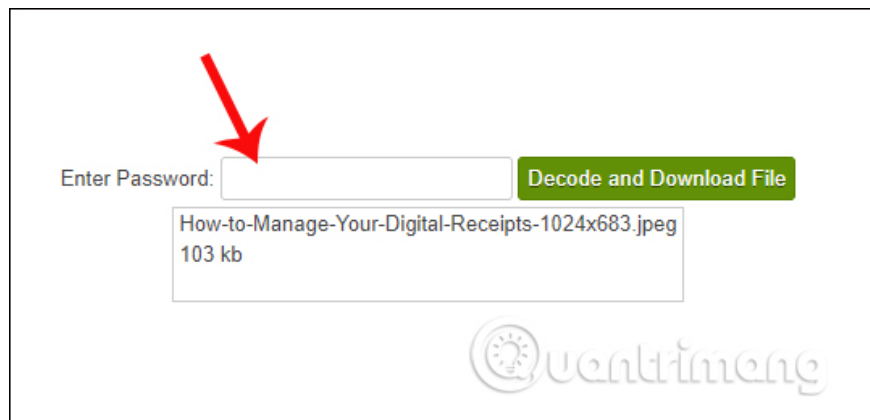 Enter Password:
Decode and Download File
How-to-Manage-Your-Digital-Receipts-1024x683.jpeg
103 kb
Quantrimang